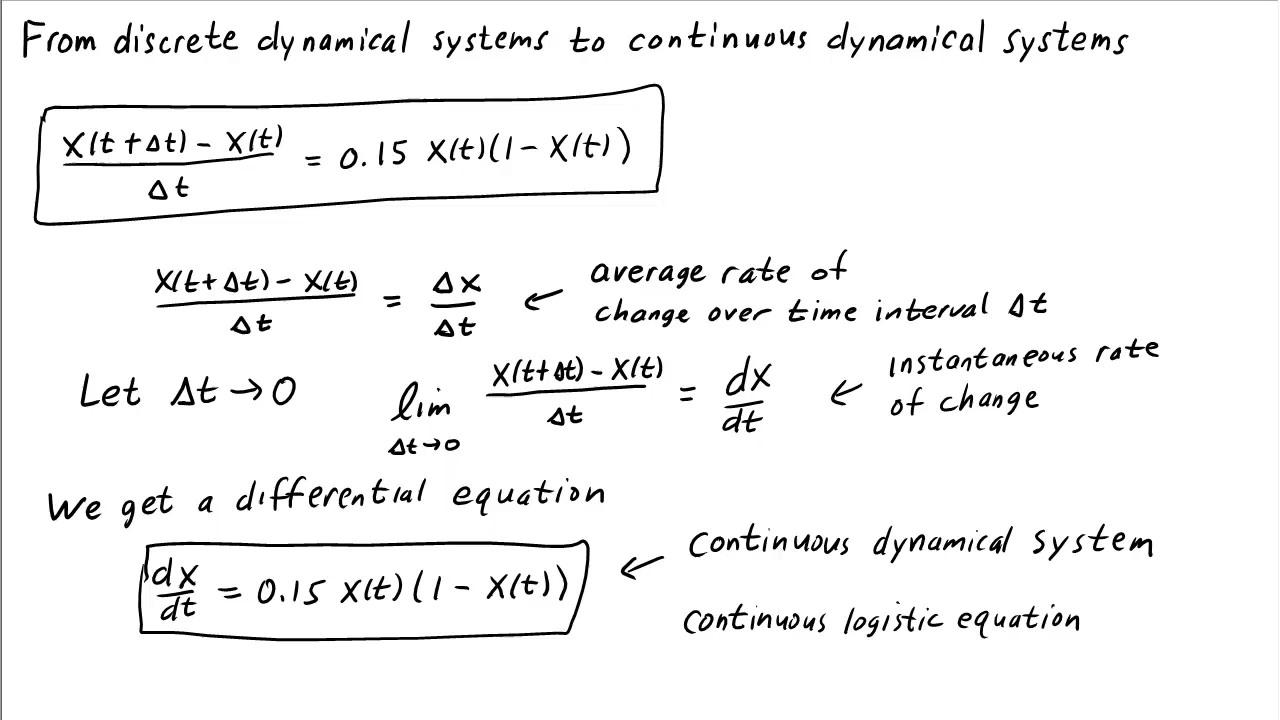 From discrete dynamical systems to continuous dynamical systems
(x(t+Δt) - x(t))/Δt = 0.15 x(t)(1 - x(t))
(x(t+Δt) - x(t))/Δt = Δx/Δt ← average rate of
change over time interval Δt
Let Δt → 0 lim Δt→0 (x(t+Δt) - x(t))/Δt = dx/dt ← instantaneous rate
of change
We get a differential equation
dx/dt = 0.15 x(t)(1 - x(t)) ← continuous dynamical system
continuous logistic equation